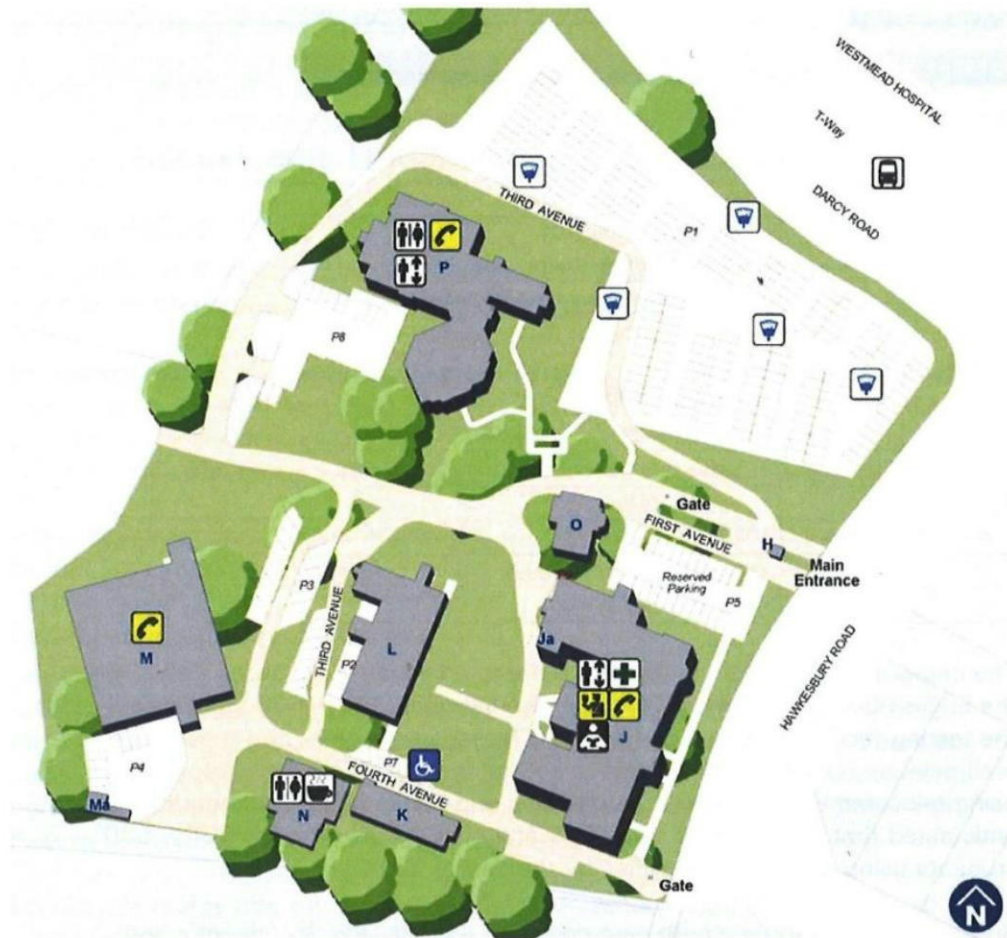 WESTMEAD HOSPITAL
T-Way
DARCY ROAD
THIRD AVENUE
P1
P
P8
Gate
O
FIRST AVENUE
H
Main
Entrance
Reserved
Parking
P5
P3
THIRD AVENUE
P2
L
Ja
M
HAWKESBURY ROAD
J
P4
P7
FOURTH AVENUE
Ma
N
K
Gate
N